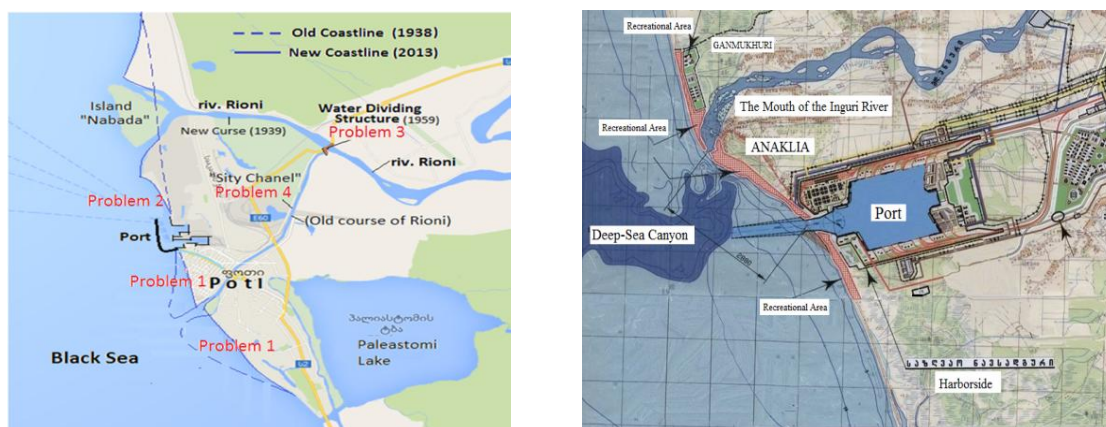 Old Coastline (1938)
New Coastline (2013)
Island
"Nabada"
riv. Rioni
New Curse (1939)
Water Dividing
Structure (1959)
Problem 3
riv. Rioni
"Sity Chanel"
Problem 4
E60
(Old course of Rioni)
Problem 2
Port
ფოთი
Problem 1
Poti
Problem 1
პალიასტომის
ტბა
Paleastomi
Lake
Black Sea
Recreational Area
GANMUKHURI
The Mouth of the Inguri River
Recreational Area
ANAKLIA
Port
Deep-Sea Canyon
Recreational Area
საზღვაო ნავსადგური
Harborside